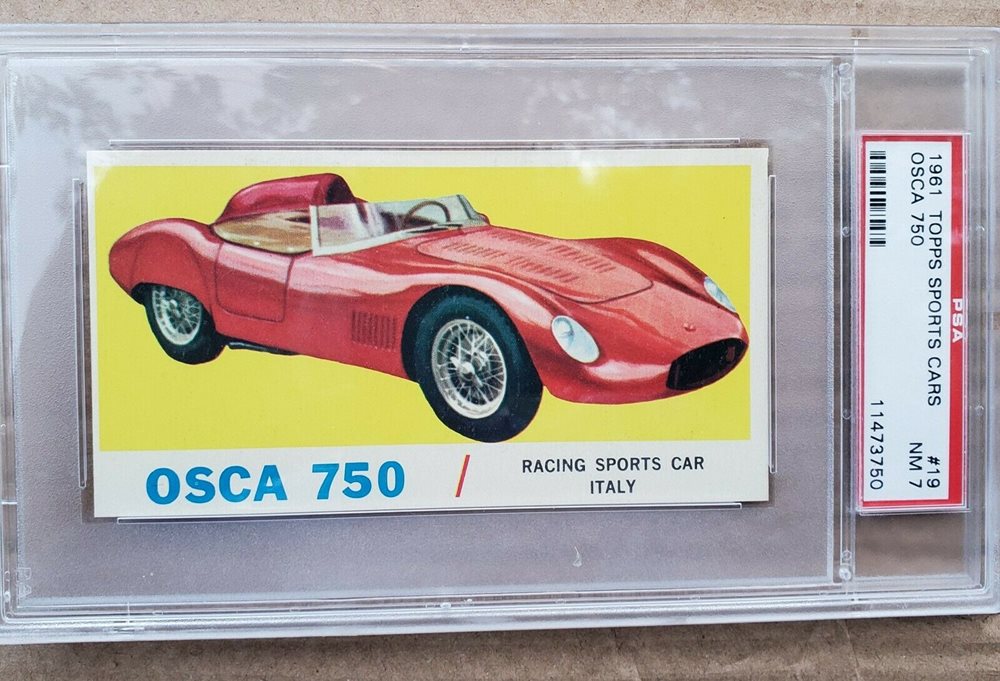 OSCA 750 / RACING SPORTS CAR
ITALY
1961 TOPPS SPORTS CARS #19
OSCA 750 NM 7
11473750
PSA